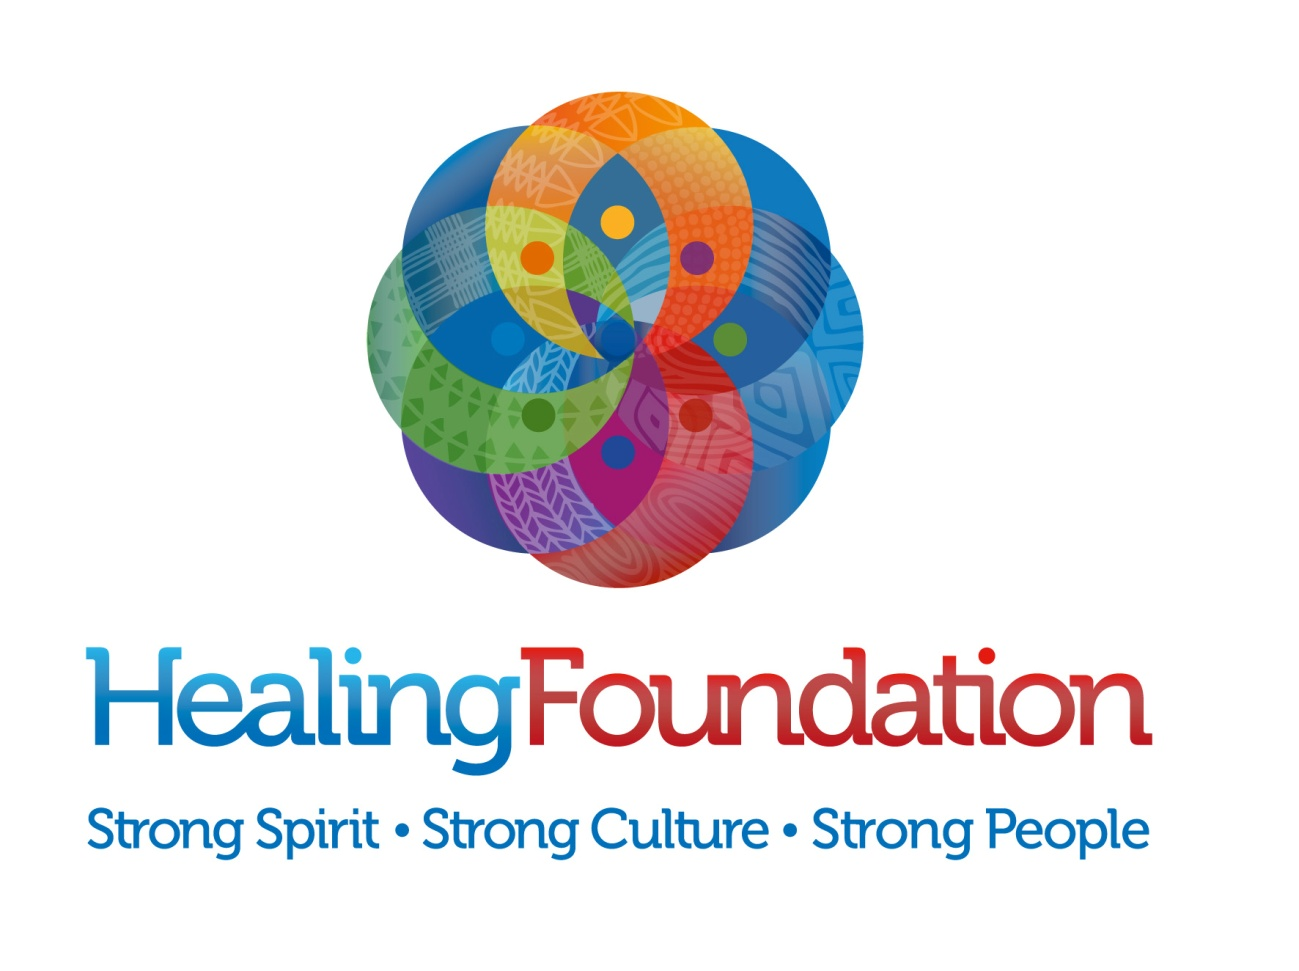 HealingFoundation
Strong Spirit • Strong Culture • Strong People